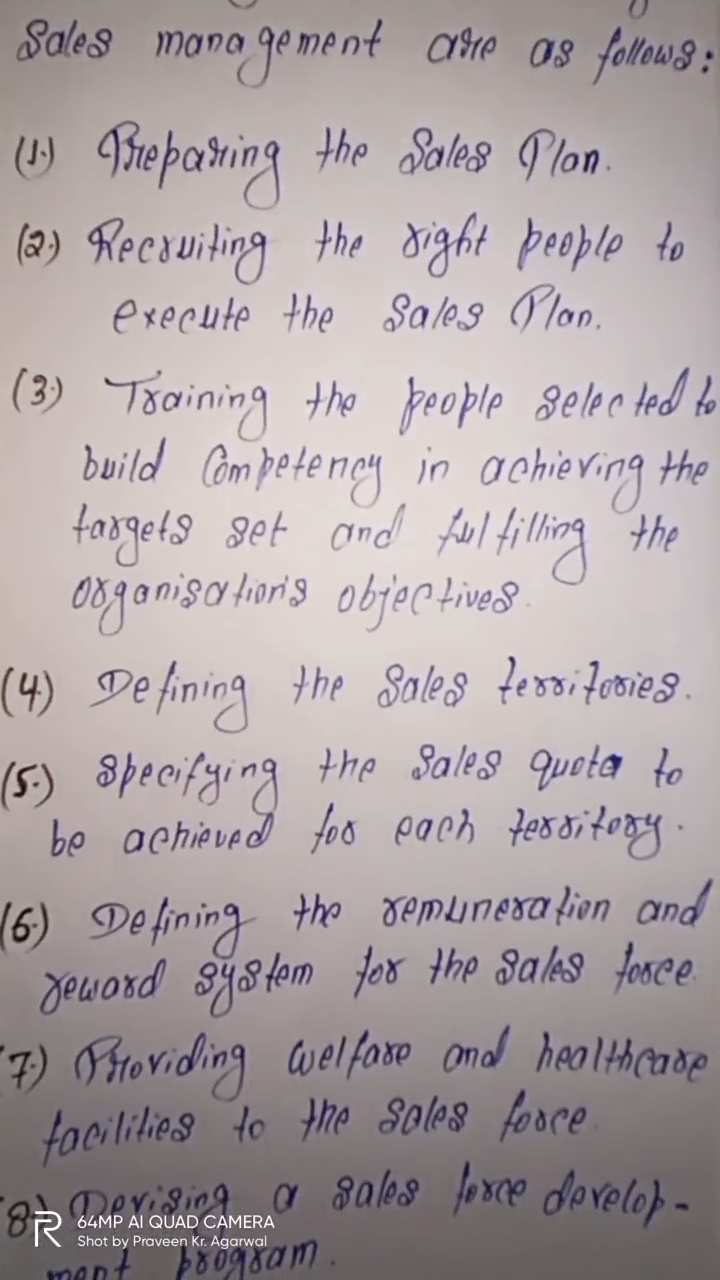 Sales management are as follows:
(1.) Preparing the Sales Plan.
(2.) Recruiting the right people to
execute the Sales Plan.
(3.) Training the people selected to
build Competency in achieving the
targets set and fulfilling the
organisation's objectives.
(4.) Defining the Sales territories.
(5.) Specifying the Sales quota to
be achieved for each territory.
(6.) Defining the remuneration and
reward system for the Sales force.
7.) Providing welfare and healthcare
facilities to the Sales force.
8.) Devising a sales force develop-
ment program.
R
64MP AI QUAD CAMERA
Shot by Praveen Kr. Agarwal